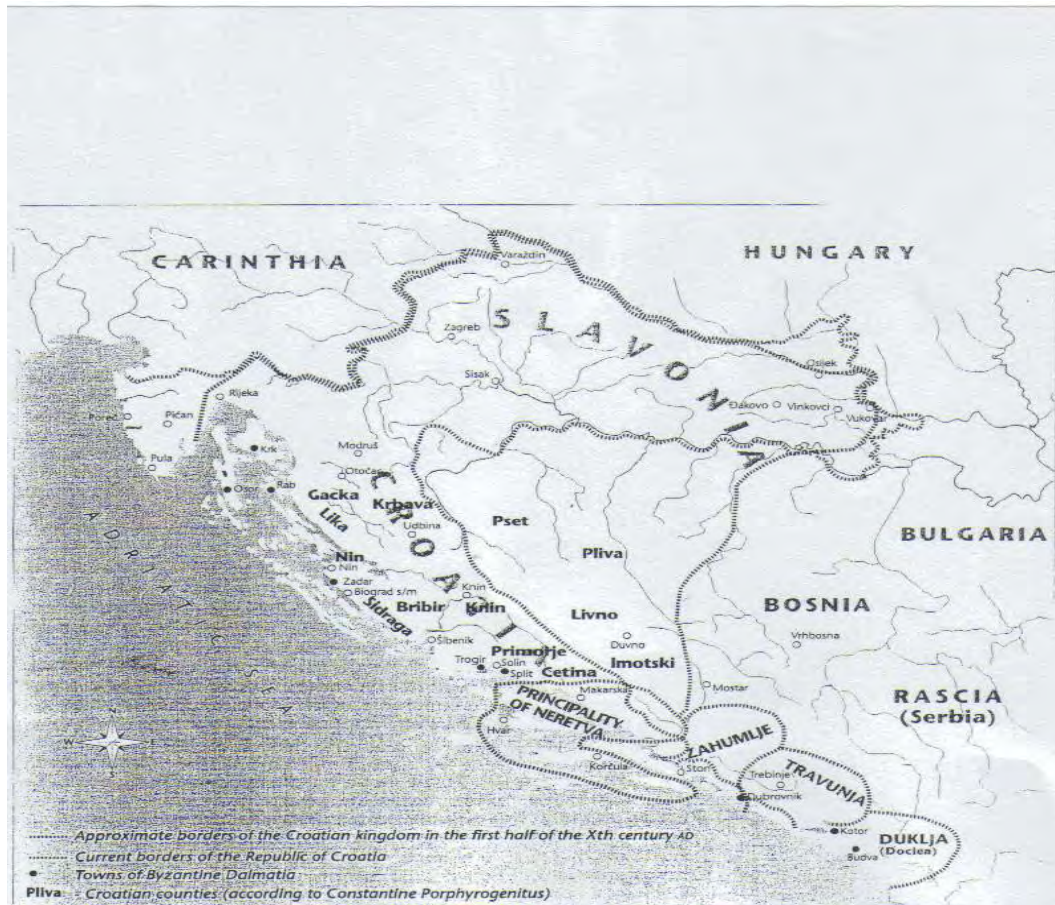 CARINTHIA
HUNGARY
Varaždin
SLAVONIA
Zagreb
Sisak
Osijek
Đakovo
Vinkovci
Vukovar
Rijeka
Poreč
Pićan
Pula
Krk
Osor
Rab
Modruš
Otočac
CROATIA
Gacka
Krbava
Lika
Udbina
Pset
Pliva
BULGARIA
ADRIATIC SEA
Nin
Nin
Zadar
Biograd s/m
Sidraga
Bribir
Knin
Knin
Livno
Duvno
Imotski
BOSNIA
Vrhbosna
Šibenik
Primorje
Trogir
Solin
Split
Cetina
Makarska
Mostar
RASCIA
(Serbia)
PRINCIPALITY
OF NERETVA
Hvar
Korčula
ZAHUMLJE
Ston
TRAVUNJA
Trebinje
Dubrovnik
Kotor
Budva
DUKLJA
(Doclea)
W
E
S
Approximate borders of the Croatian kingdom in the first half of the Xth century AD
Current borders of the Republic of Croatia
Towns of Byzantine Dalmatia
Pliva = Croatian counties (according to Constantine Porphyrogenitus)